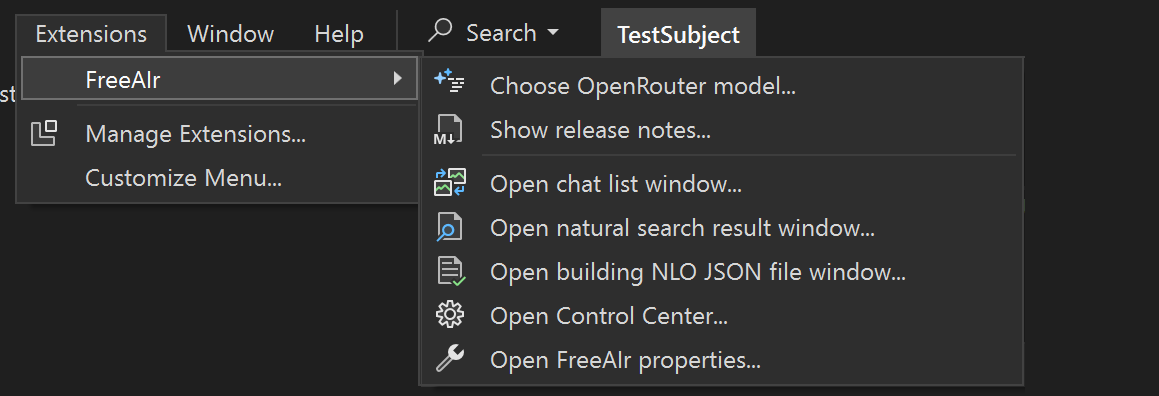 Extensions Window Help Search TestSubject
st
FreeAIr
Manage Extensions...
Customize Menu...
Choose OpenRouter model...
M↓
Show release notes...
Open chat list window...
Open natural search result window...
Open building NLO JSON file window...
Open Control Center...
Open FreeAIr properties...